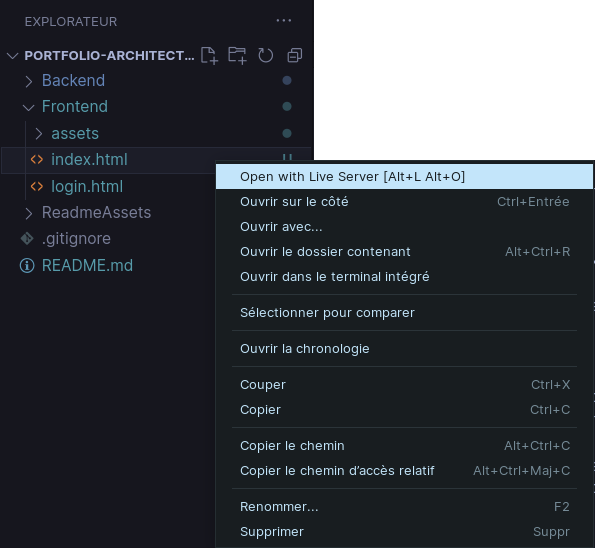 EXPLORATEUR
PORTFOLIO-ARCHITECT...
Backend
Frontend
assets
index.html
login.html
ReadmeAssets
.gitignore
README.md
Open with Live Server [Alt+L Alt+O]
Ouvrir sur le côté Ctrl+Entrée
Ouvrir avec...
Ouvrir le dossier contenant Alt+Ctrl+R
Ouvrir dans le terminal intégré
Sélectionner pour comparer
Ouvrir la chronologie
Couper Ctrl+X
Copier Ctrl+C
Copier le chemin Alt+Ctrl+C
Copier le chemin d’accès relatif Alt+Ctrl+Maj+C
Renommer... F2
Supprimer Suppr